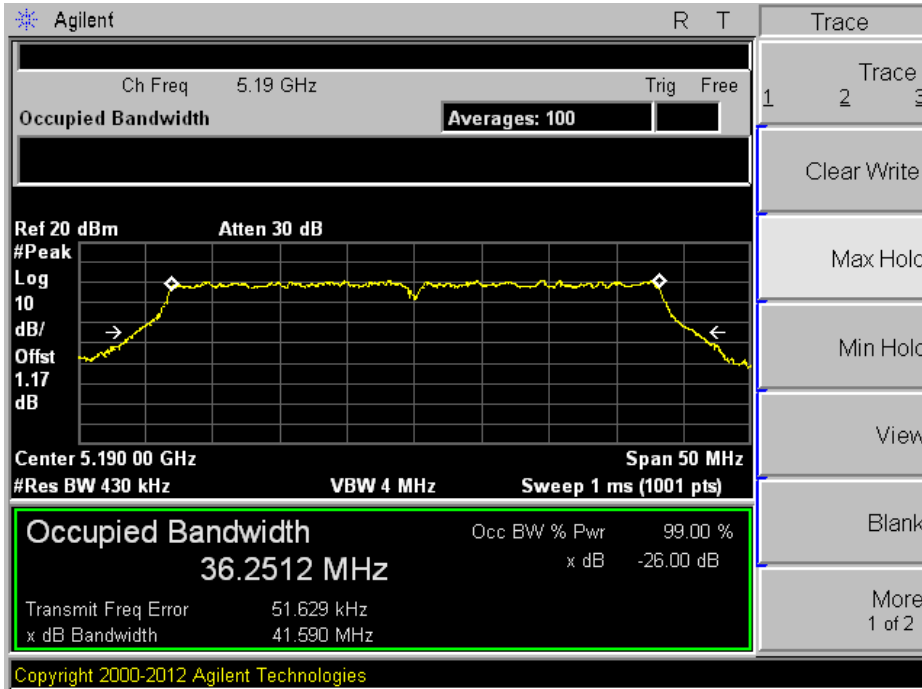 Agilent R T Trace
Ch Freq 5.19 GHz Trig Free
Occupied Bandwidth Averages: 100
Trace
1 2 3
Clear Write
Max Hold
Min Hold
View
Blank
More
1 of 2
Ref 20 dBm Atten 30 dB
#Peak
Log
10
dB/
Offst
1.17
dB
Center 5.190 00 GHz Span 50 MHz
#Res BW 430 kHz VBW 4 MHz Sweep 1 ms (1001 pts)
Occupied Bandwidth Occ BW % Pwr 99.00 %
36.2512 MHz x dB -26.00 dB
Transmit Freq Error 51.629 kHz
x dB Bandwidth 41.590 MHz
Copyright 2000-2012 Agilent Technologies